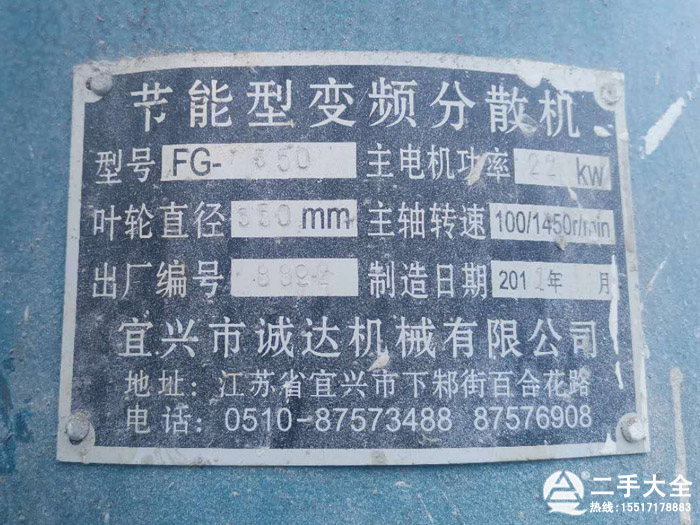 节能型变频分散机
型号 FG- 350 主电机功率 22 kw
叶轮直径 350 mm 主轴转速 100/1450r/min
出厂编号 制造日期 201 年 月
宜兴市诚达机械有限公司
地址：江苏省宜兴市下邾街百合花路
电话：0510-87573488 87576908
二手大全
热线：15517178883